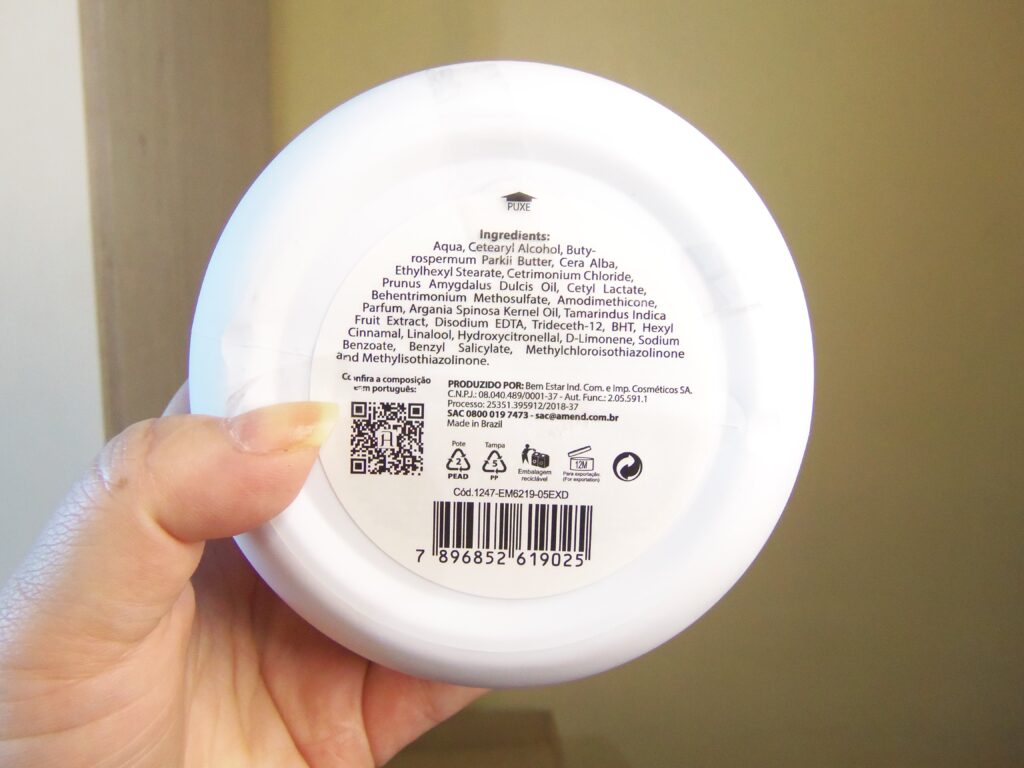 PUXE
Ingredients:
Aqua, Cetearyl Alcohol, Buty-
rospermum Parkii Butter, Cera Alba,
Ethylhexyl Stearate, Cetrimonium Chloride,
Prunus Amygdalus Dulcis Oil, Cetyl Lactate,
Behentrimonium Methosulfate, Amodimethicone,
Parfum, Argania Spinosa Kernel Oil, Tamarindus Indica
Fruit Extract, Disodium EDTA, Trideceth-12, BHT, Hexyl
Cinnamal, Linalool, Hydroxycitronellal, D-Limonene, Sodium
Benzoate, Benzyl Salicylate, Methylchloroisothiazolinone
and Methylisothiazolinone.
Confira a composição
em português:
PRODUZIDO POR: Bem Estar Ind. Com. e Imp. Cosméticos SA.
C.N.P.J.: 08.040.489/0001-37 - Aut. Func.: 2.05.591.1
Processo: 25351.395912/2018-37
SAC 0800 019 7473 - sac@amend.com.br
Made in Brazil
Pote
2
PEAD
Tampa
5
PP
Embalagem
reciclável
12M
Para exportação
(For exportation)
Cód.1247-EM6219-05EXD
7 896852 619025